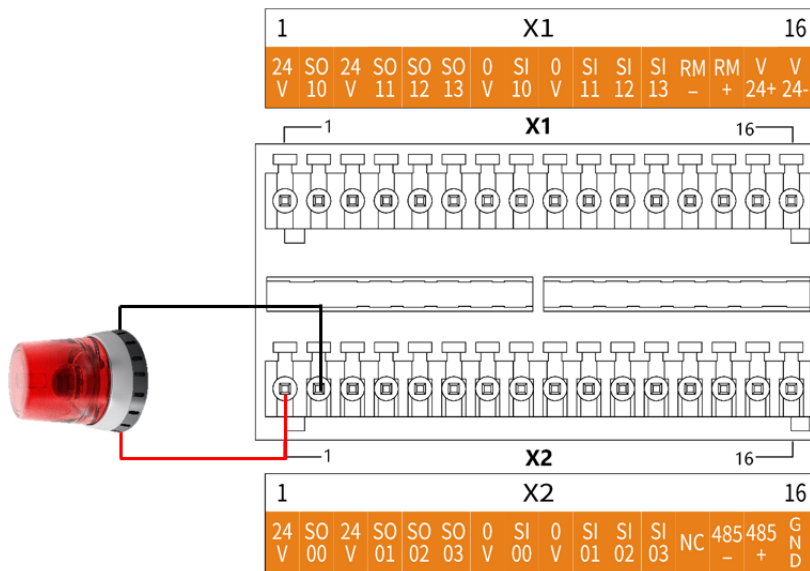 1 X1 16
24 V SO 10 24 V SO 11 SO 12 SO 13 0 V SI 10 0 V SI 11 SI 12 SI 13 RM – RM + V 24+ V 24-
1 X1 16
1 X2 16
1 X2 16
24 V SO 00 24 V SO 01 SO 02 SO 03 0 V SI 00 0 V SI 01 SI 02 SI 03 NC 485 – 485 + GND